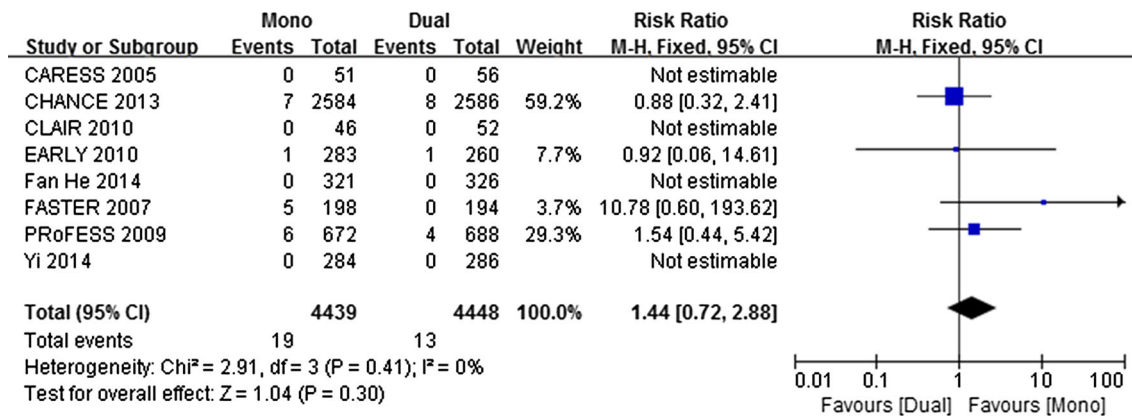 Mono Dual Risk Ratio Risk Ratio
Study or Subgroup Events Total Events Total Weight M-H, Fixed, 95% CI M-H, Fixed, 95% CI
CARESS 2005 0 51 0 56 Not estimable
CHANCE 2013 7 2584 8 2586 59.2% 0.88 [0.32, 2.41]
CLAIR 2010 0 46 0 52 Not estimable
EARLY 2010 1 283 1 260 7.7% 0.92 [0.06, 14.61]
Fan He 2014 0 321 0 326 Not estimable
FASTER 2007 5 198 0 194 3.7% 10.78 [0.60, 193.62]
PRoFESS 2009 6 672 4 688 29.3% 1.54 [0.44, 5.42]
Yi 2014 0 284 0 286 Not estimable
Total (95% CI) 4439 4448 100.0% 1.44 [0.72, 2.88]
Total events 19 13
Heterogeneity: Chi² = 2.91, df = 3 (P = 0.41); I² = 0%
Test for overall effect: Z = 1.04 (P = 0.30)
0.01 0.1 1 10 100
Favours [Dual] Favours [Mono]